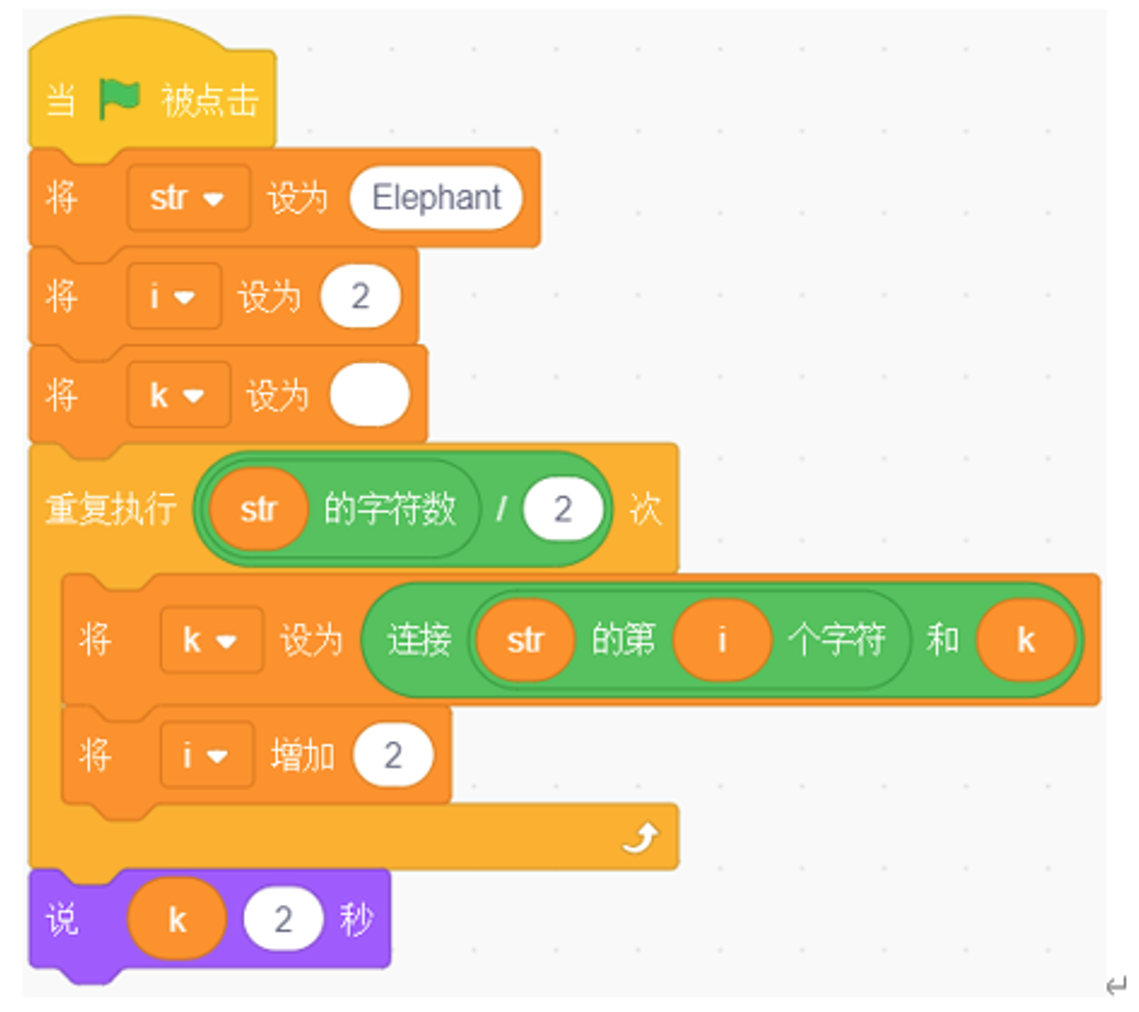 当 被点击
将 str 设为 Elephant
将 i 设为 2
将 k 设为
重复执行 str 的字符数 / 2 次
将 k 设为 连接 str 的第 i 个字符 和 k
将 i 增加 2
说 k 2 秒